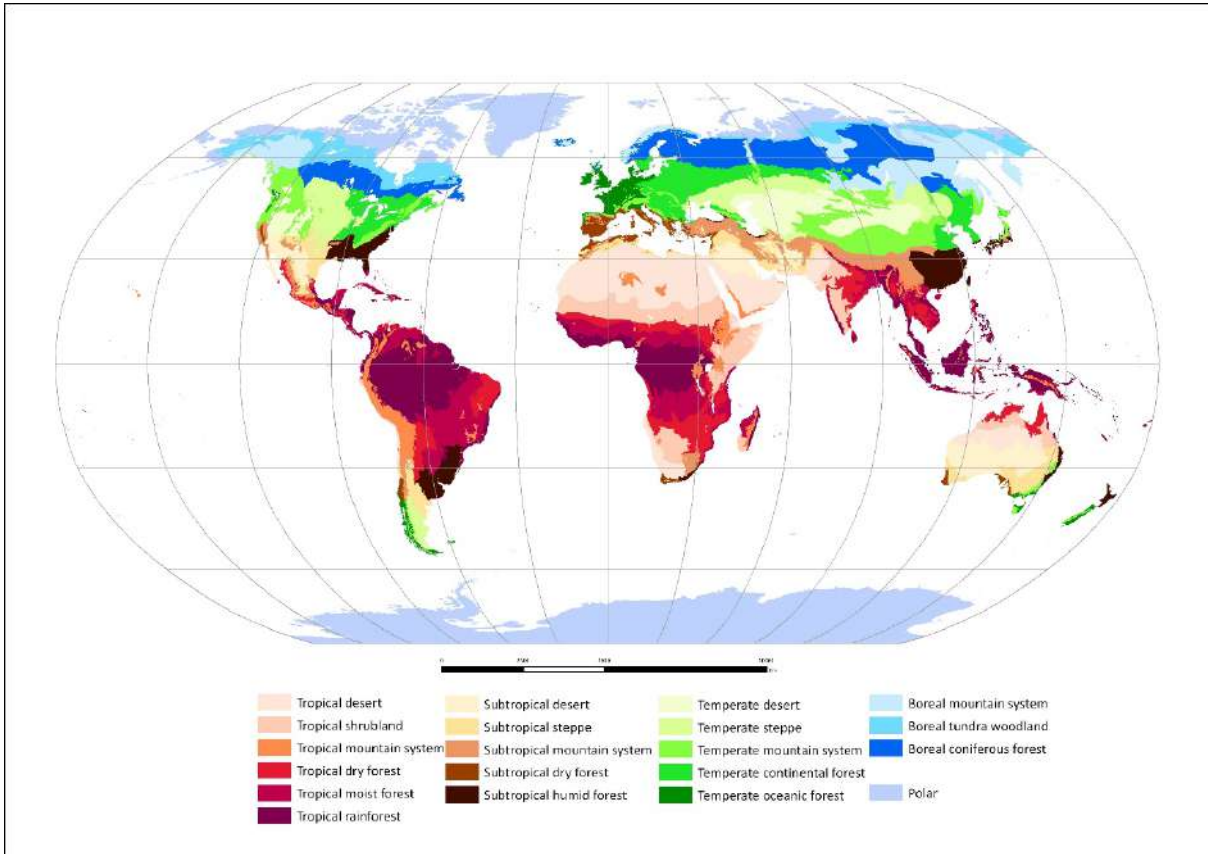 0
Tropical desert
Tropical shrubland
Tropical mountain system
Tropical dry forest
Tropical moist forest
Tropical rainforest
Subtropical desert
Subtropical steppe
Subtropical mountain system
Subtropical dry forest
Subtropical humid forest
Temperate desert
Temperate steppe
Temperate mountain system
Temperate continental forest
Temperate oceanic forest
Boreal mountain system
Boreal tundra woodland
Boreal coniferous forest
Polar